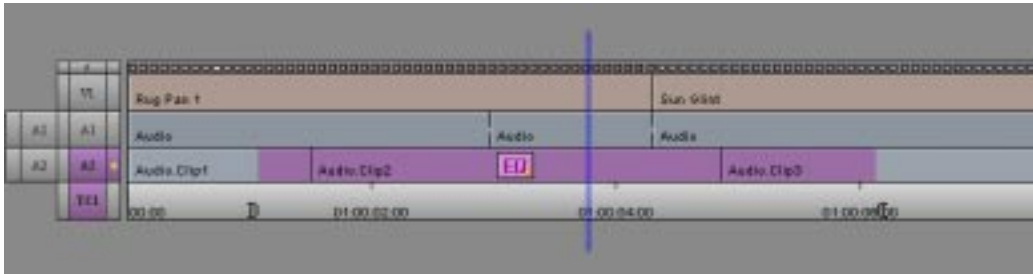 V1 Rug Pan 1 Sun Glint
A1 A1 Audio Audio Audio
A2 A2 Audio.Clip1 Audio.Clip2 EQ Audio.Clip3
TC1 00:00 01:00:02:00 01:00:04:00